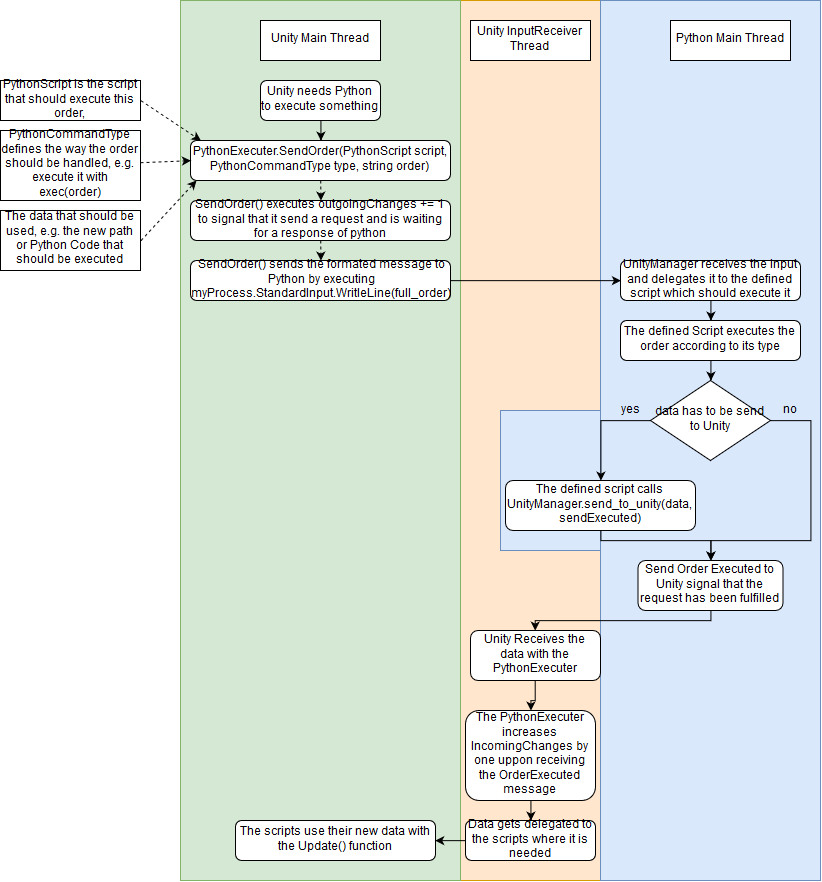 Unity Main Thread
Unity InputReceiver
Thread
Python Main Thread
PythonScript is the script
that should execute this
order,
Unity needs Python
to execute something
PythonCommandType
defines the way the order
should be handled, e.g.
execute it with
exec(order)
PythonExecuter.SendOrder(PythonScript script,
PythonCommandType type, string order)
The data that should be
used, e.g. the new path
or Python Code that
should be executed
SendOrder() executes outgoingChanges += 1
to signal that it send a request and is waiting
for a response of python
SendOrder() sends the formated message to
Python by executing
myProcess.StandardInput.WritleLine(full_order)
UnityManager receives the Input
and delegates it to the defined
script which should execute it
The defined Script executes the
order according to its type
data has to be send
to Unity
yes
no
The defined script calls
UnityManager.send_to_unity(data,
sendExecuted)
Send Order Executed to
Unity signal that the
request has been fulfilled
Unity Receives the
data with the
PythonExecuter
The PythonExecuter
increases
IncomingChanges by
one uppon receiving
the OrderExecuted
message
Data gets delegated to
the scripts where it is
needed
The scripts use their new data with
the Update() function